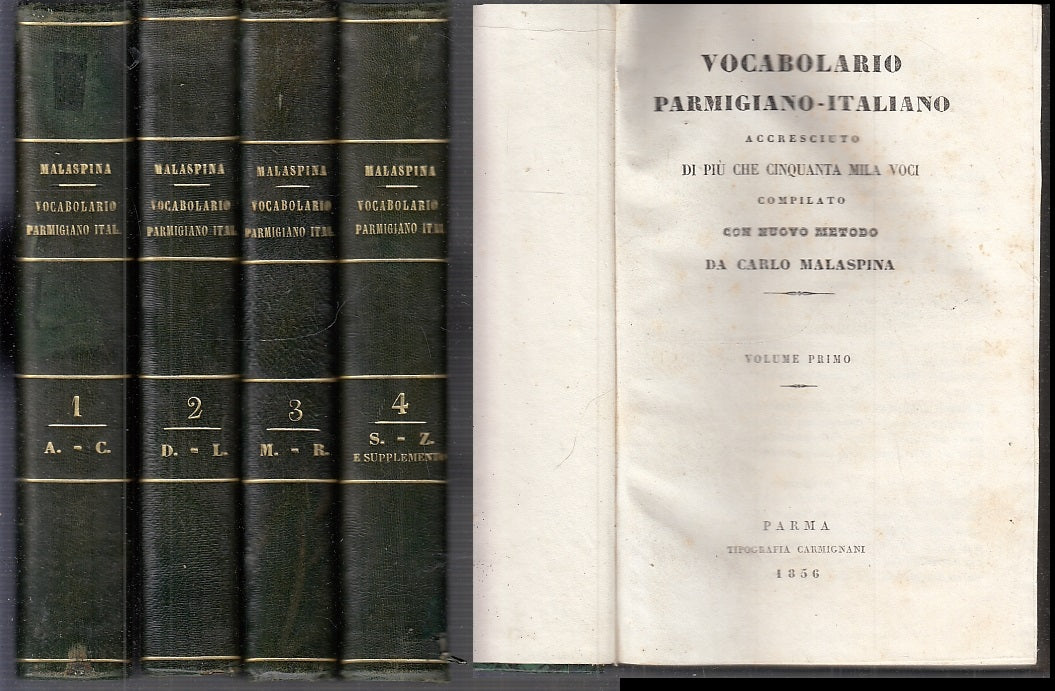 MALASPINA
VOCABOLARIO
PARMIGIANO ITAL.
1
A. - C.
MALASPINA
VOCABOLARIO
PARMIGIANO ITAL.
2
D. - L.
MALASPINA
VOCABOLARIO
PARMIGIANO ITAL.
3
M. - R.
MALASPINA
VOCABOLARIO
PARMIGIANO ITAL.
4
S. - Z.
E SUPPLEMENTO
VOCABOLARIO
PARMIGIANO-ITALIANO
ACCRESCIUTO
DI PIÙ CHE CINQUANTA MILA VOCI
COMPILATO
CON NUOVO METODO
DA CARLO MALASPINA
VOLUME PRIMO
PARMA
TIPOGRAFIA CARMIGNANI
1856